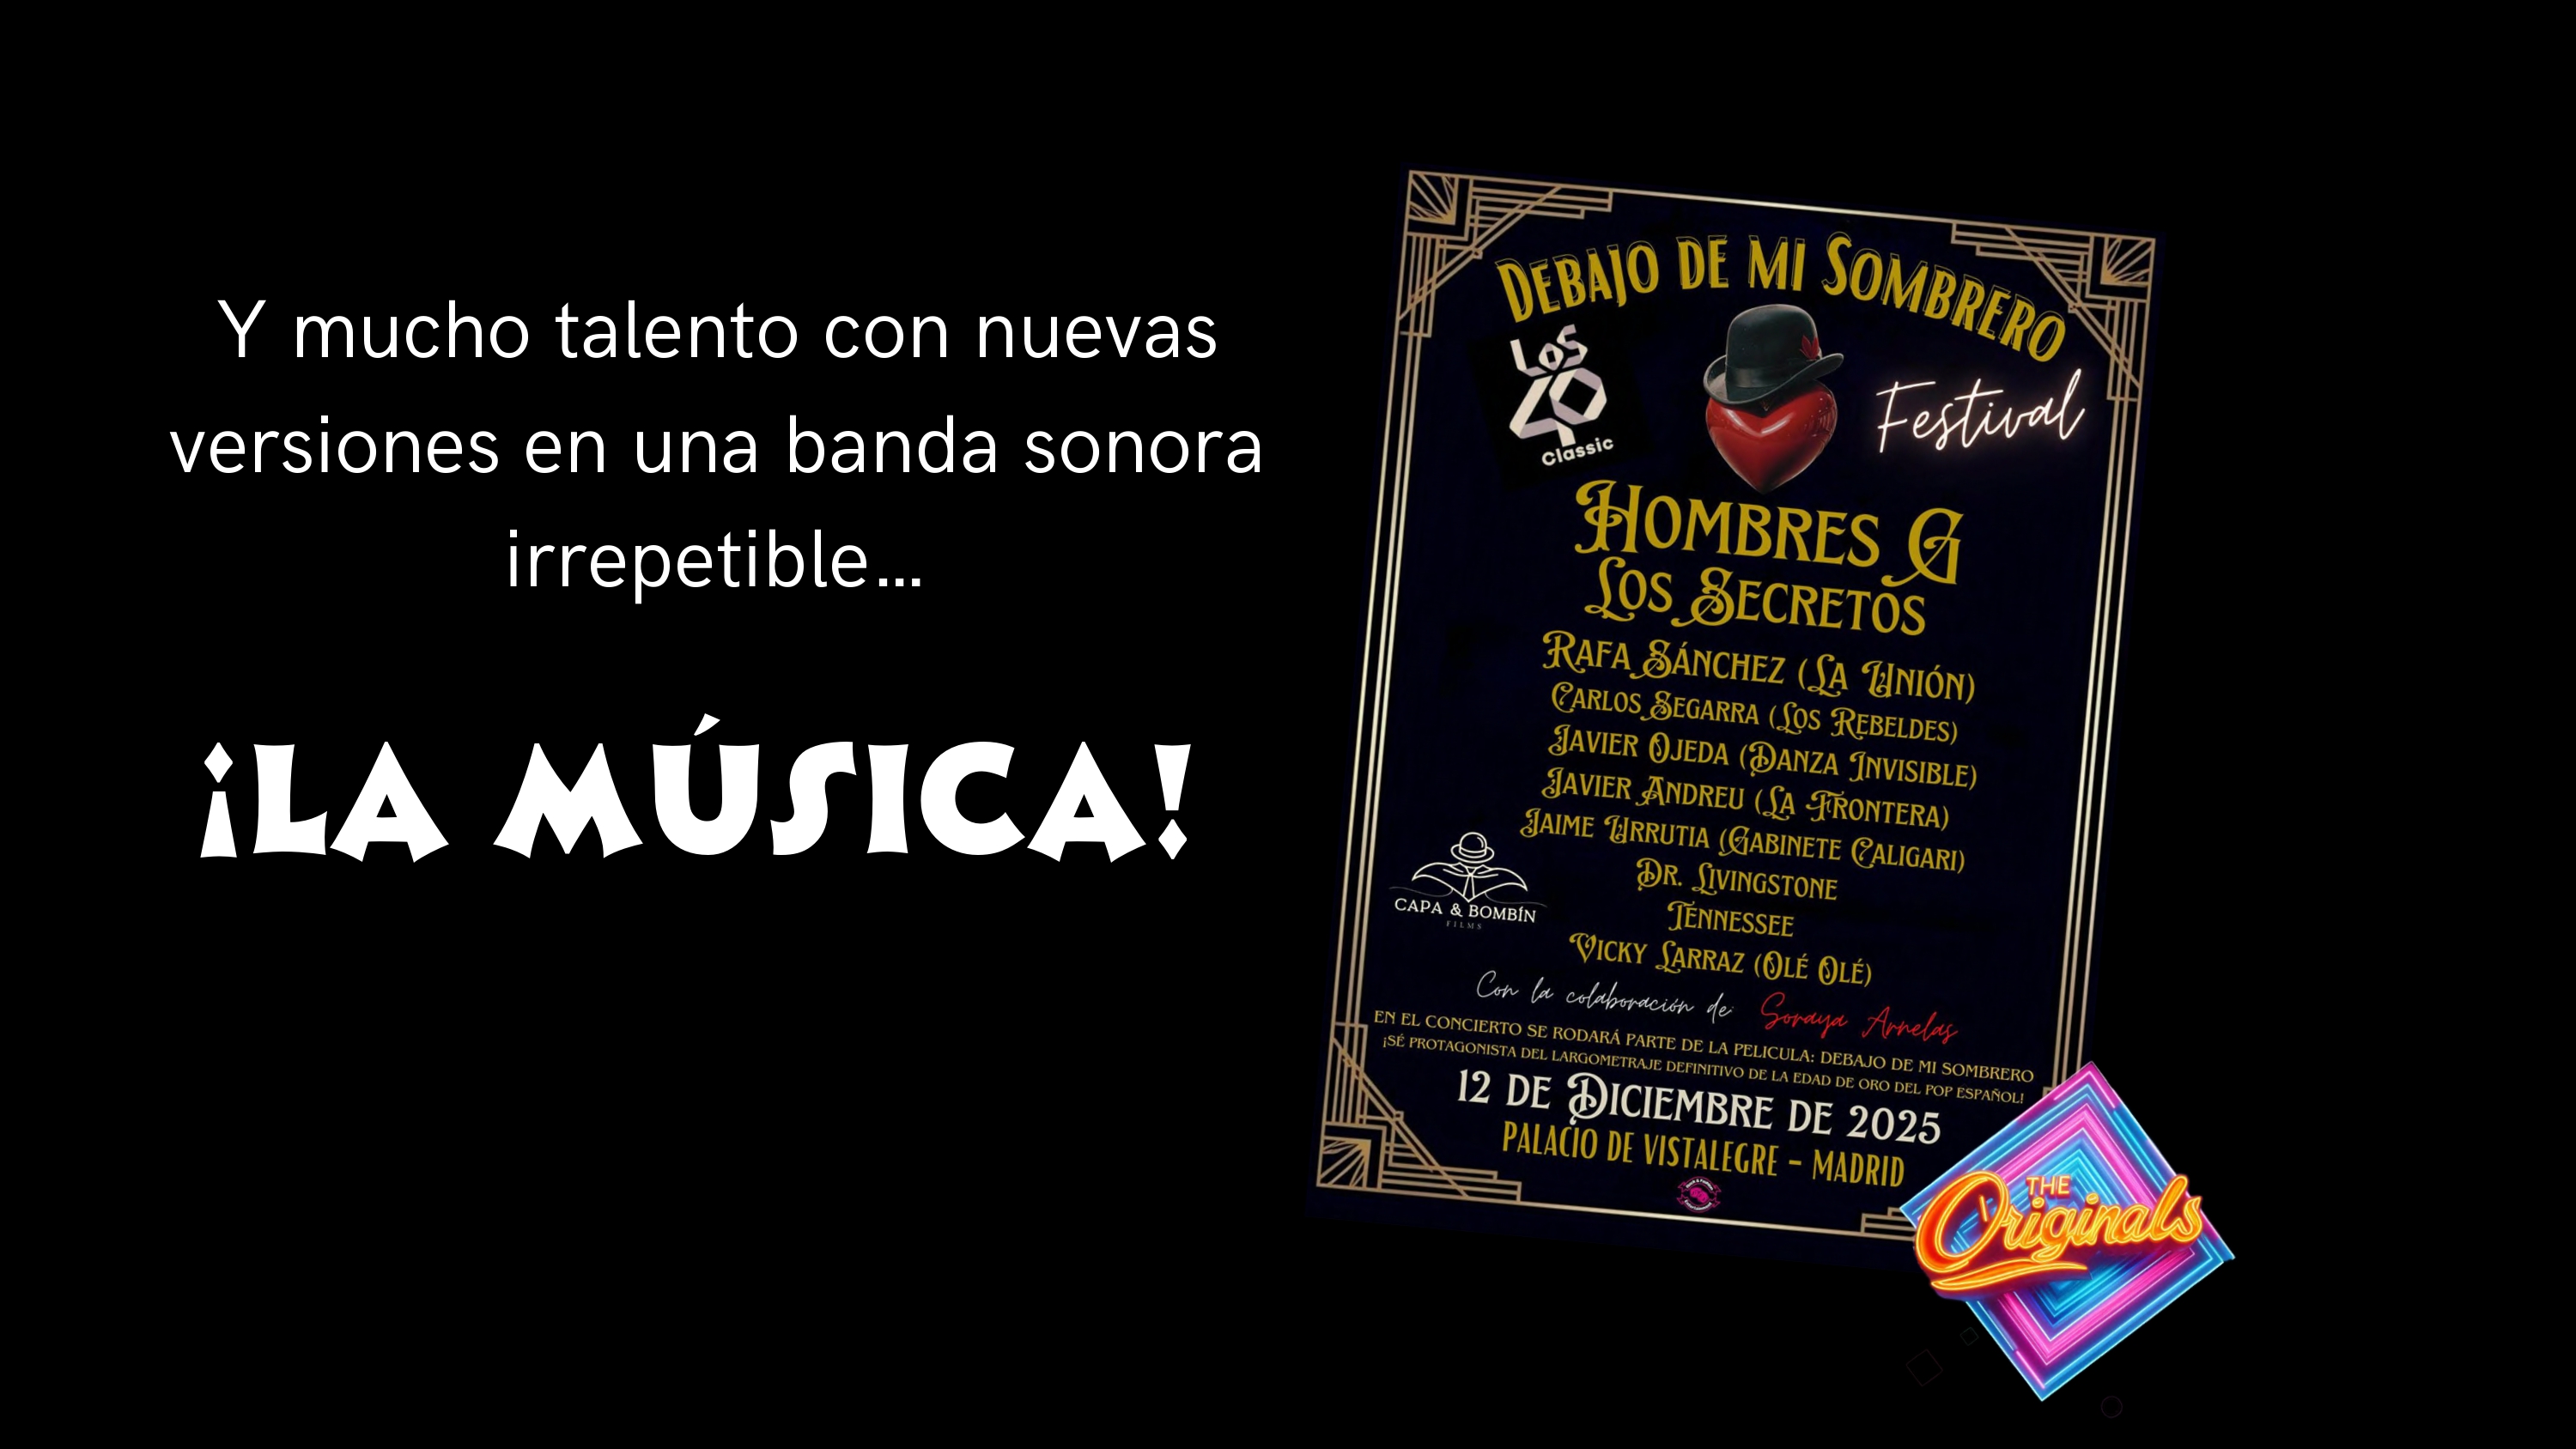 Y mucho talento con nuevas
versiones en una banda sonora
irrepetible...
¡LA MÚSICA!
DEBAJO DE MI SOMBRERO
LOS
40
Classic
Festival
HOMBRES G
LOS SECRETOS
RAFA SÁNCHEZ (LA UNIÓN)
CARLOS SEGARRA (LOS REBELDES)
JAVIER OJEDA (DANZA INVISIBLE)
JAVIER ANDREU (LA FRONTERA)
JAIME URRUTIA (GABINETE CALIGARI)
DR. LIVINGSTONE
TENNESSEE
VICKY LARRAZ (OLÉ OLÉ)
CAPA & BOMBÍN
FILMS
Con la colaboración de: Soraya Arnelas
EN EL CONCIERTO SE RODARÁ PARTE DE LA PELICULA: DEBAJO DE MI SOMBRERO
¡SÉ PROTAGONISTA DEL LARGOMETRAJE DEFINITIVO DE LA EDAD DE ORO DEL POP ESPAÑOL!
12 DE DICIEMBRE DE 2025
PALACIO DE VISTALEGRE - MADRID
THE
Originals